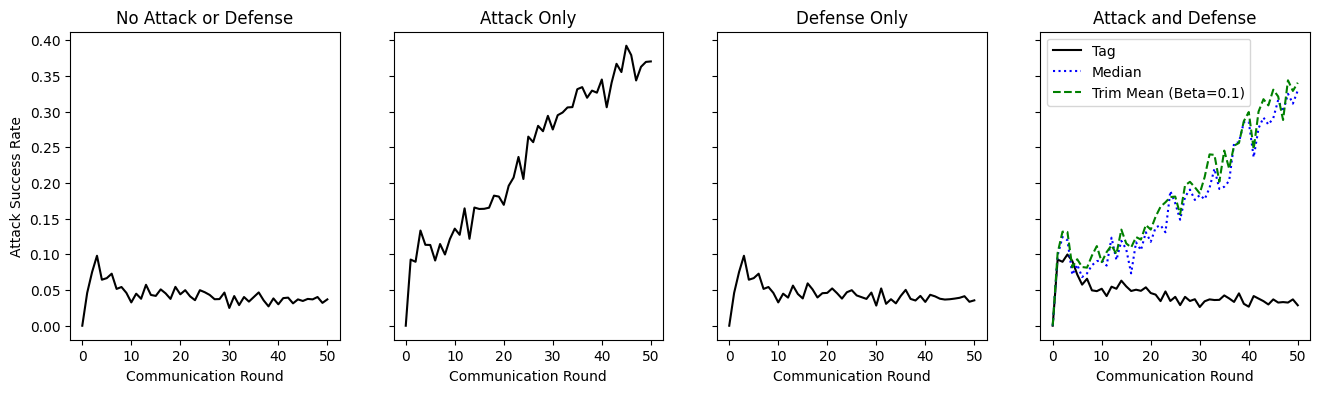 No Attack or Defense
Attack Only
Defense Only
Attack and Defense
Attack Success Rate
0.40
0.35
0.30
0.25
0.20
0.15
0.10
0.05
0.00
Tag
Median
Trim Mean (Beta=0.1)
0 10 20 30 40 50
0 10 20 30 40 50
0 10 20 30 40 50
0 10 20 30 40 50
Communication Round
Communication Round
Communication Round
Communication Round